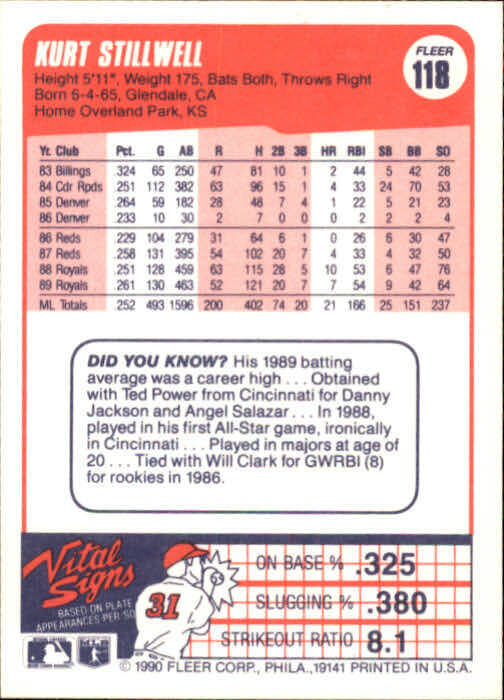 KURT STILLWELL
FLEER
118
Height 5'11", Weight 175, Bats Both, Throws Right
Born 6-4-65, Glendale, CA
Home Overland Park, KS
Yr. Club Pct. G AB R H 2B 3B HR RBI SB BB SO
83 Billings .324 65 250 47 81 10 1 2 44 5 42 28
84 Cdr Rpds .251 112 382 63 96 15 1 4 33 24 70 53
85 Denver .264 59 182 28 48 7 4 1 22 5 21 23
86 Denver .233 10 30 2 7 0 0 0 2 2 2 4
86 Reds .229 104 279 31 64 6 1 0 26 6 30 47
87 Reds .258 131 395 54 102 20 7 4 33 4 32 50
88 Royals .251 128 459 63 115 28 5 10 53 6 47 76
89 Royals .261 130 463 52 121 20 7 7 54 9 42 64
ML Totals .252 493 1596 200 402 74 20 21 166 25 151 237
DID YOU KNOW? His 1989 batting
average was a career high . . . Obtained
with Ted Power from Cincinnati for Danny
Jackson and Angel Salazar . . . In 1988,
played in his first All-Star game, ironically
in Cincinnati . . . Played in majors at age of
20 . . . Tied with Will Clark for GWRBI (8)
for rookies in 1986.
Vital
Signs
BASED ON PLATE
APPEARANCES PER SO
31
ON BASE % .325
SLUGGING % .380
STRIKEOUT RATIO 8.1
© 1990 FLEER CORP., PHILA., 19141 PRINTED IN U.S.A.